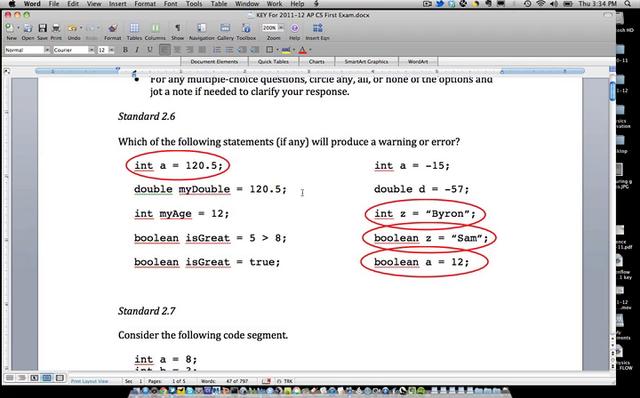 Word File Edit View Insert Format Font Tools Table Window Work Help
Thu 3:34 PM
KEY For 2011-12 AP CS First Exam.docx
New Open Save Print Undo Redo Format Tables Columns Show Navigation Gallery Toolbox Zoom Help Insert Eqn
200%
Normal Courier 12
Document Elements Quick Tables Charts SmartArt Graphics WordArt
For any multiple-choice questions, circle any, all, or none of the options and
jot a note if needed to clarify your response.
Standard 2.6
Which of the following statements (if any) will produce a warning or error?
int a = 120.5; int a = -15;
double myDouble = 120.5; double d = -57;
int myAge = 12; int z = “Byron”;
boolean isGreat = 5 > 8; boolean z = “Sam”;
boolean isGreat = true; boolean a = 12;
Standard 2.7
Consider the following code segment.
int a = 8;
Print Layout View Sec 1 Pages: 1 of 5 Words: 47 of 797 TRK